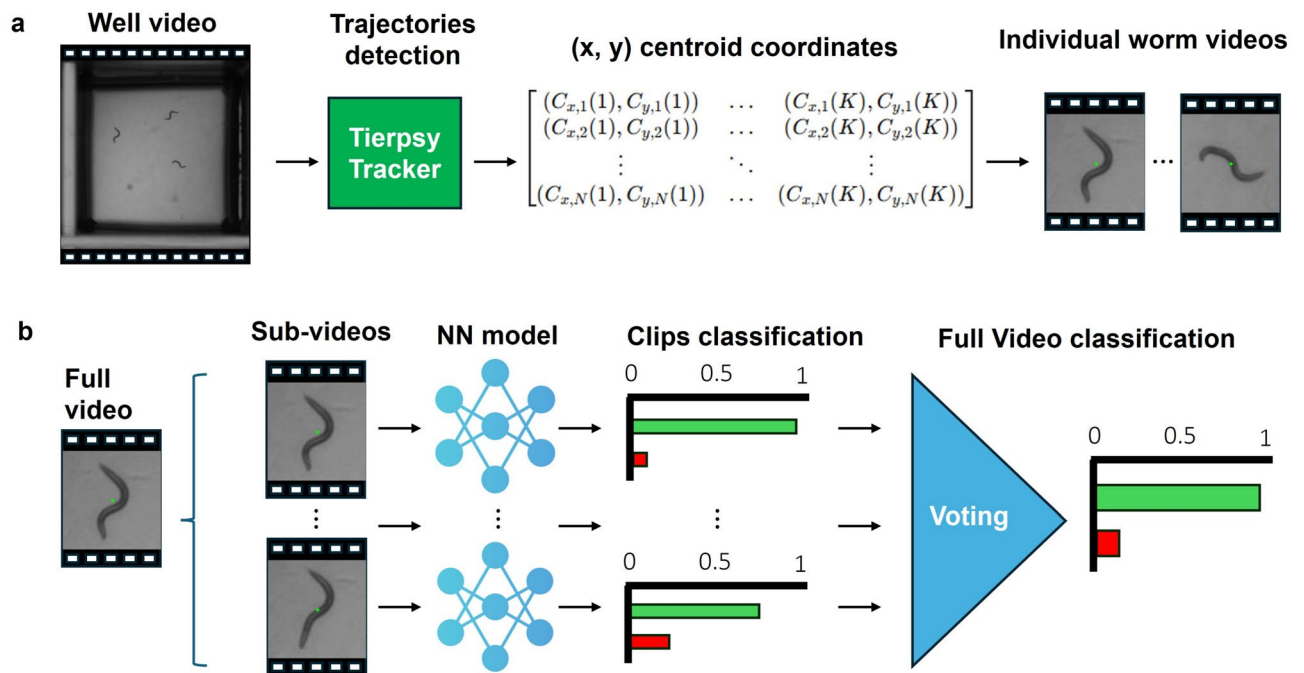 a
Well video
Trajectories
detection
(x, y) centroid coordinates
Individual worm videos
Tierpsy
Tracker
(C_{x,1}(1), C_{y,1}(1)) … (C_{x,1}(K), C_{y,1}(K))
(C_{x,2}(1), C_{y,2}(1)) … (C_{x,2}(K), C_{y,2}(K))
⋮ ⋱ ⋮
(C_{x,N}(1), C_{y,N}(1)) … (C_{x,N}(K), C_{y,N}(K))
...
b
Full
video
Sub-videos
NN model
Clips classification
Full Video classification
0 0.5 1
0 0.5 1
Voting
⋮ ⋮ ⋮
0 0.5 1